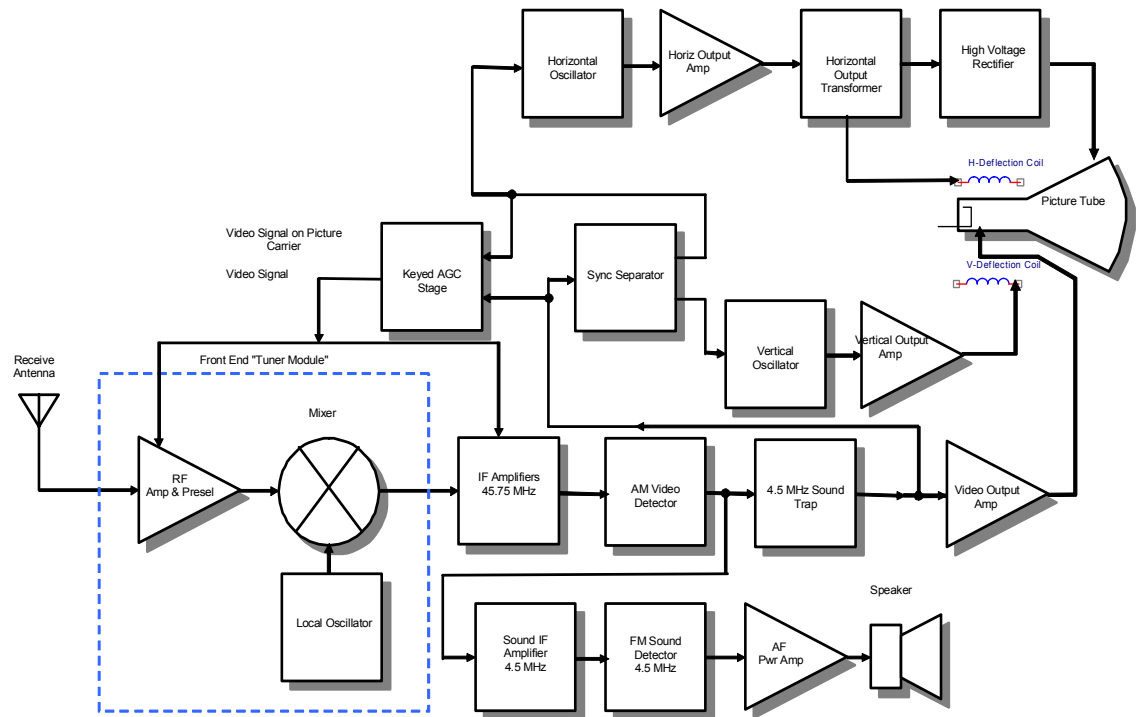 Horizontal
Oscillator
Horiz Output
Amp
Horizontal
Output
Transformer
High Voltage
Rectifier
H-Deflection Coil
Picture Tube
Video Signal on Picture
Carrier
Video Signal
Keyed AGC
Stage
Sync Separator
V-Deflection Coil
Vertical
Oscillator
Vertical Output
Amp
Receive
Antenna
Front End "Tuner Module"
Mixer
RF
Amp & Presel
IF Amplifiers
45.75 MHz
AM Video
Detector
4.5 MHz Sound
Trap
Video Output
Amp
Local Oscillator
Sound IF
Amplifier
4.5 MHz
FM Sound
Detector
4.5 MHz
AF
Pwr Amp
Speaker